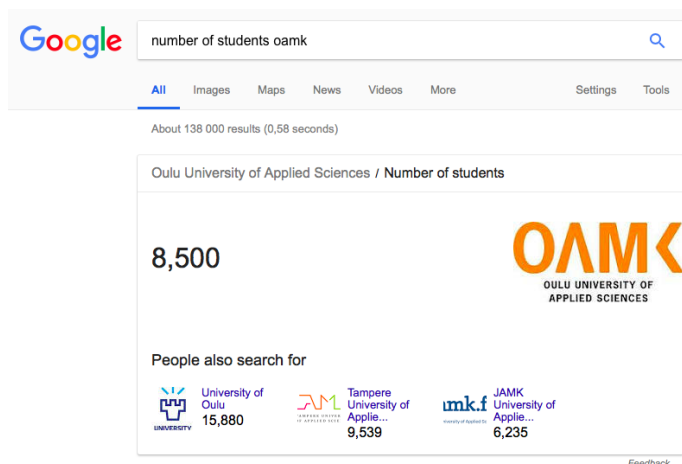 Google
number of students oamk
All Images Maps News Videos More Settings Tools
About 138 000 results (0,58 seconds)
Oulu University of Applied Sciences / Number of students
8,500
OAMK
OULU UNIVERSITY OF
APPLIED SCIENCES
People also search for
University of
Oulu
15,880
UNIVERSITY
Tampere
University of
Applie...
9,539
JAMK
University of
Applie...
6,235
mk.f
Feedback